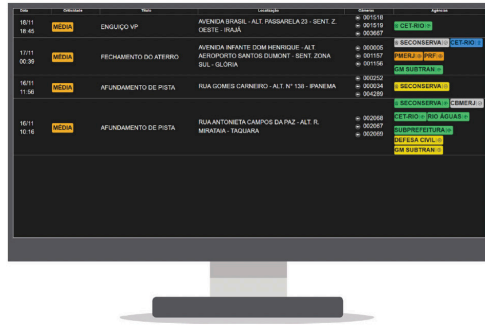 Data Criticidade Título Localização Câmeras Agências
16/11
18:45
MÉDIA
ENGUIÇO VP
AVENIDA BRASIL - ALT. PASSARELA 23 - SENT. Z.
OESTE - IRAJÁ
001518
001519
003667
CET-RIO
17/11
00:39
MÉDIA
FECHAMENTO DO ATERRO
AVENIDA INFANTE DOM HENRIQUE - ALT
AEROPORTO SANTOS DUMONT - SENT. ZONA
SUL - GLÓRIA
000005
001157
001156
SECONSERVA CET-RIO
PMERJ PRF
GM SUBTRAN
16/11
11:56
MÉDIA
AFUNDAMENTO DE PISTA
RUA GOMES CARNEIRO - ALT. N° 138 - IPANEMA
000252
000034
004289
SECONSERVA
16/11
10:16
MÉDIA
AFUNDAMENTO DE PISTA
RUA ANTONIETA CAMPOS DA PAZ - ALT. R.
MIRATAIA - TAQUARA
002068
002067
002069
SECONSERVA CBMERJ
CET-RIO RIO ÁGUAS
SUBPREFEITURA
DEFESA CIVIL
GM SUBTRAN